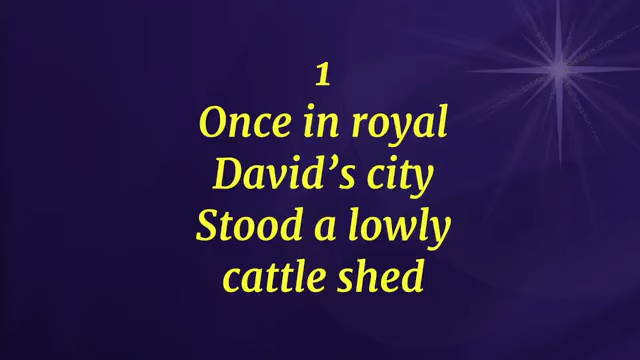 1
Once in royal
David’s city
Stood a lowly
cattle shed